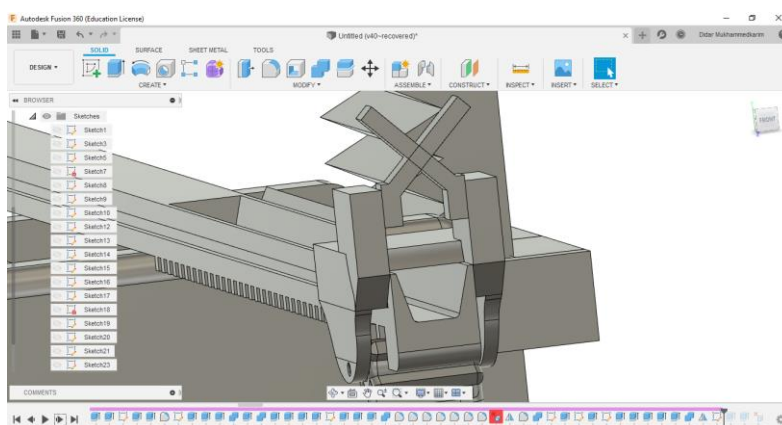 Autodesk Fusion 360 (Education License)
Untitled (v40~recovered)*
Didar Mukhammedkarim
SOLID SURFACE SHEET METAL TOOLS
DESIGN
CREATE MODIFY ASSEMBLE CONSTRUCT INSPECT INSERT SELECT
BROWSER
Sketches
Sketch1
Sketch3
Sketch5
Sketch7
Sketch8
Sketch9
Sketch10
Sketch12
Sketch13
Sketch14
Sketch15
Sketch16
Sketch17
Sketch18
Sketch19
Sketch20
Sketch21
Sketch23
FRONT
COMMENTS